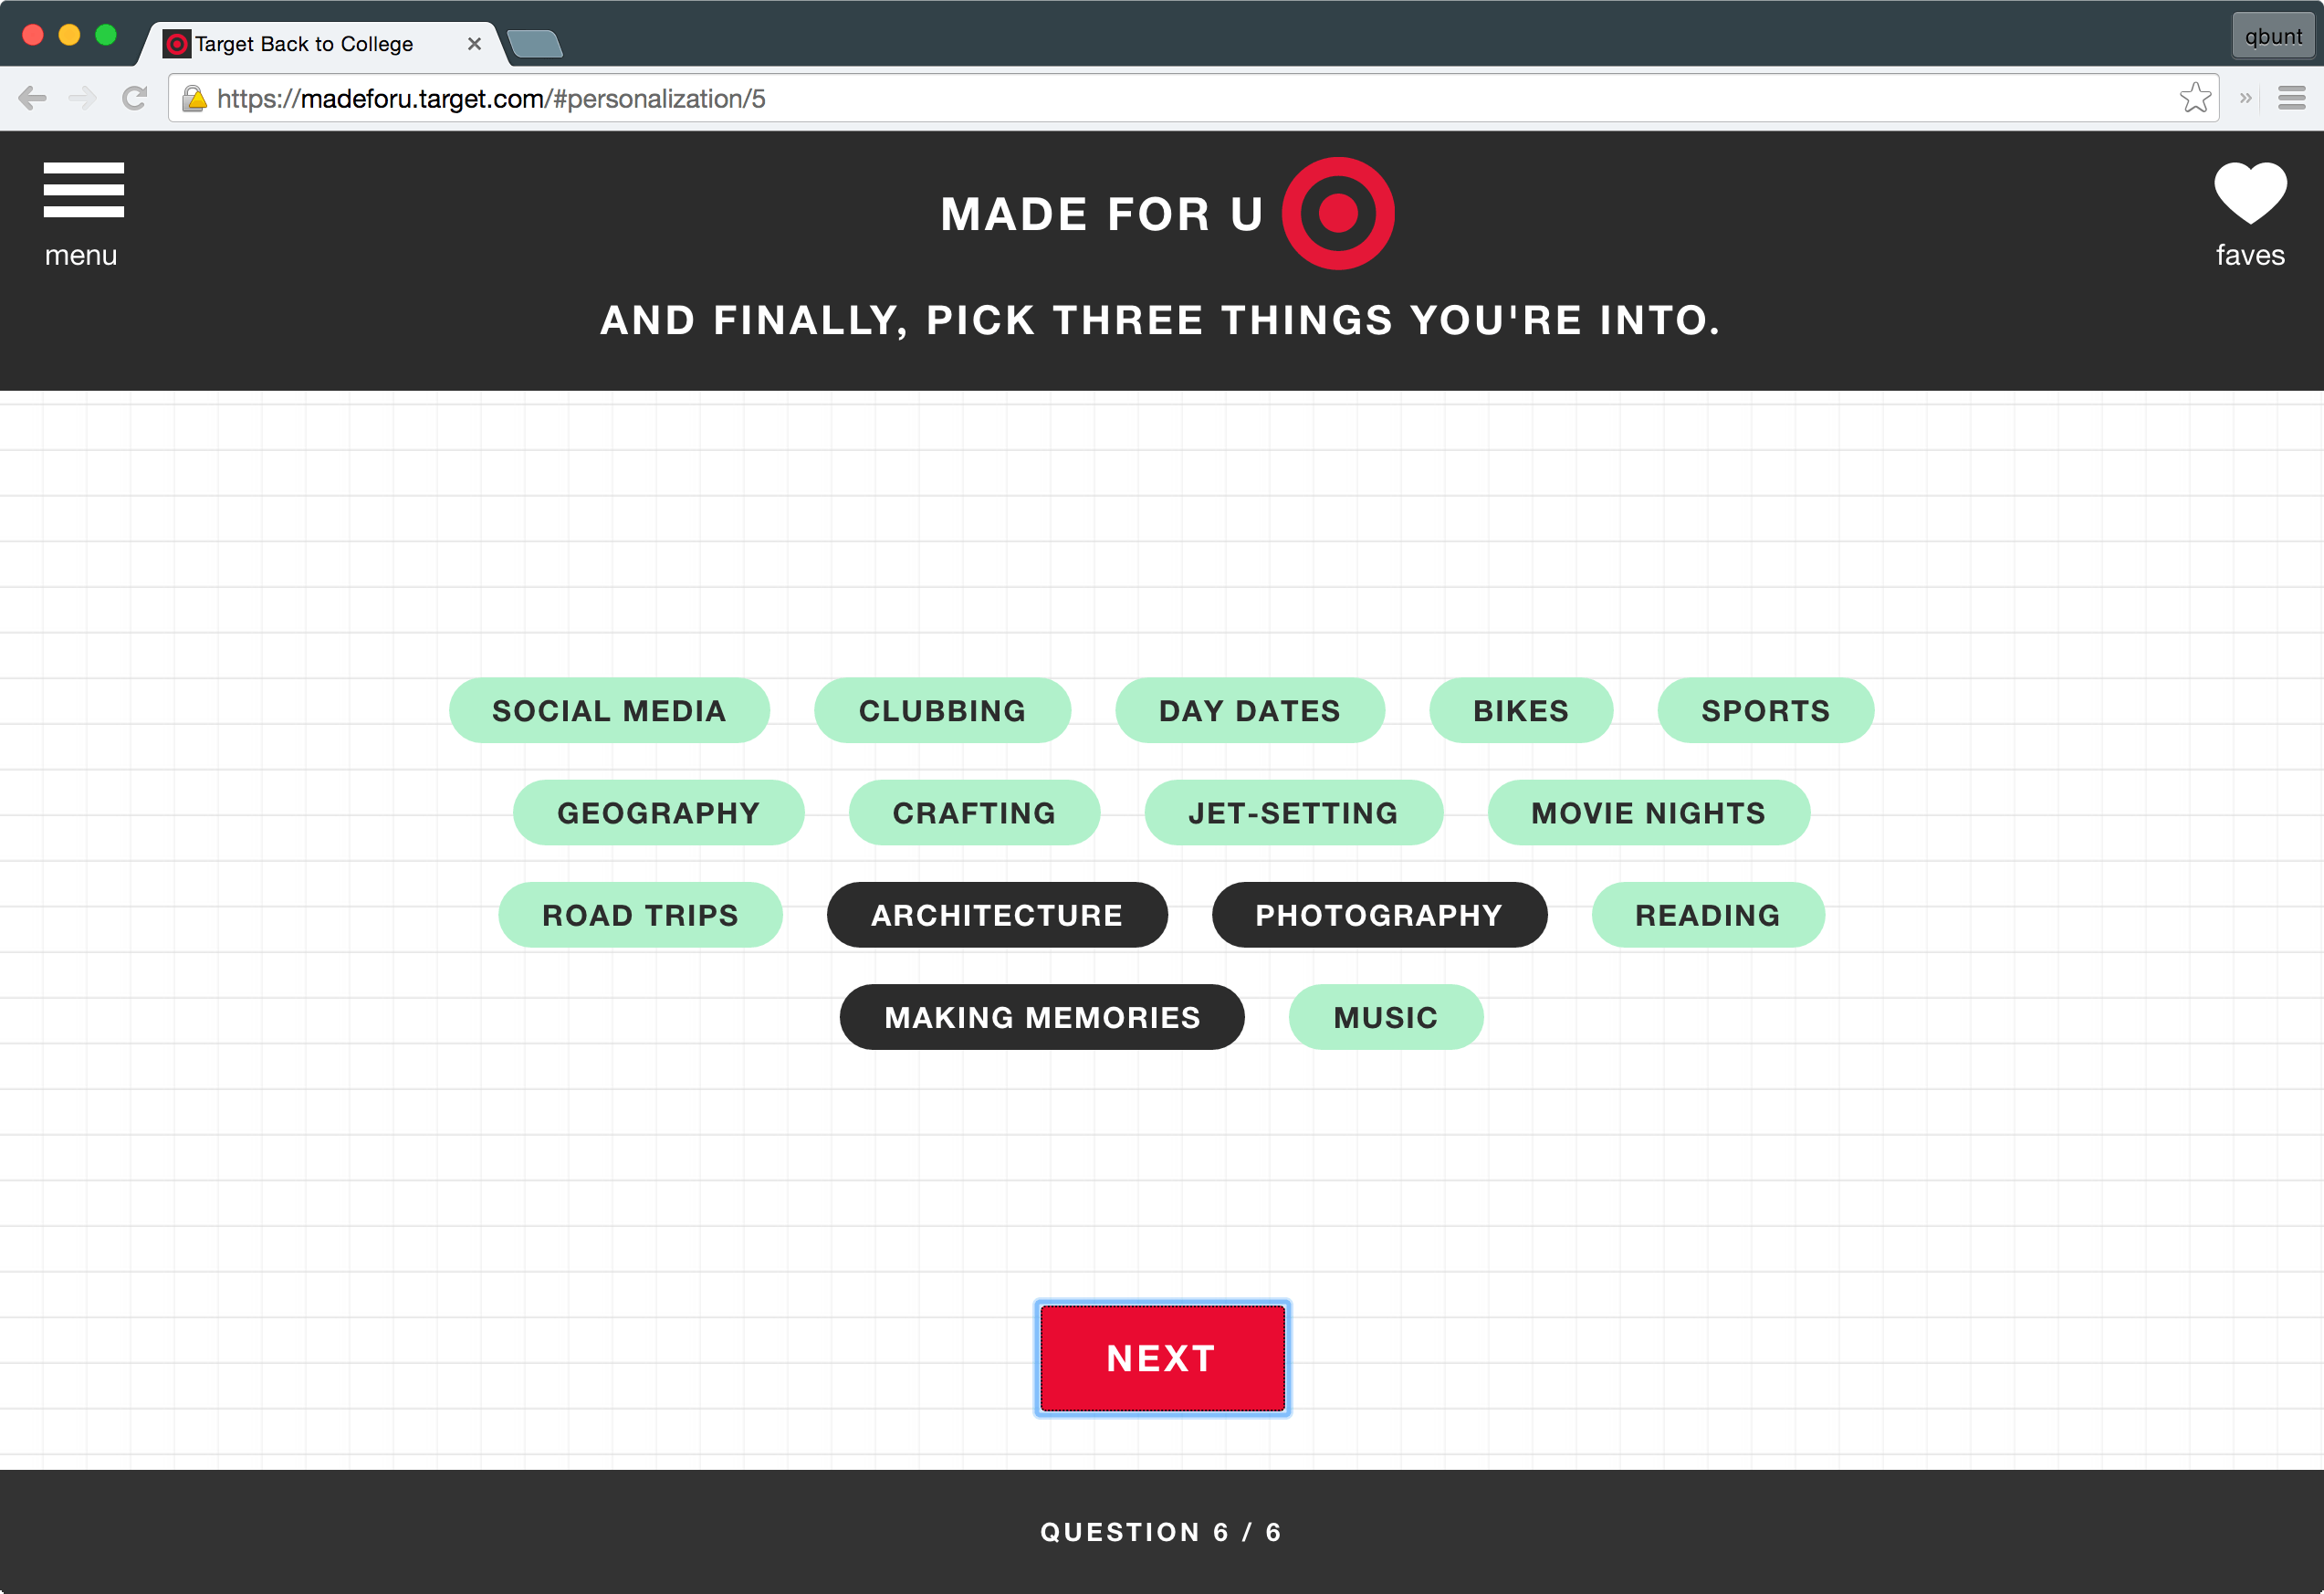 Target Back to College
qbunt
https://madeforu.target.com/#personalization/5
MADE FOR U
menu
faves
AND FINALLY, PICK THREE THINGS YOU'RE INTO.
SOCIAL MEDIA CLUBBING DAY DATES BIKES SPORTS
GEOGRAPHY CRAFTING JET-SETTING MOVIE NIGHTS
ROAD TRIPS ARCHITECTURE PHOTOGRAPHY READING
MAKING MEMORIES MUSIC
NEXT
QUESTION 6 / 6